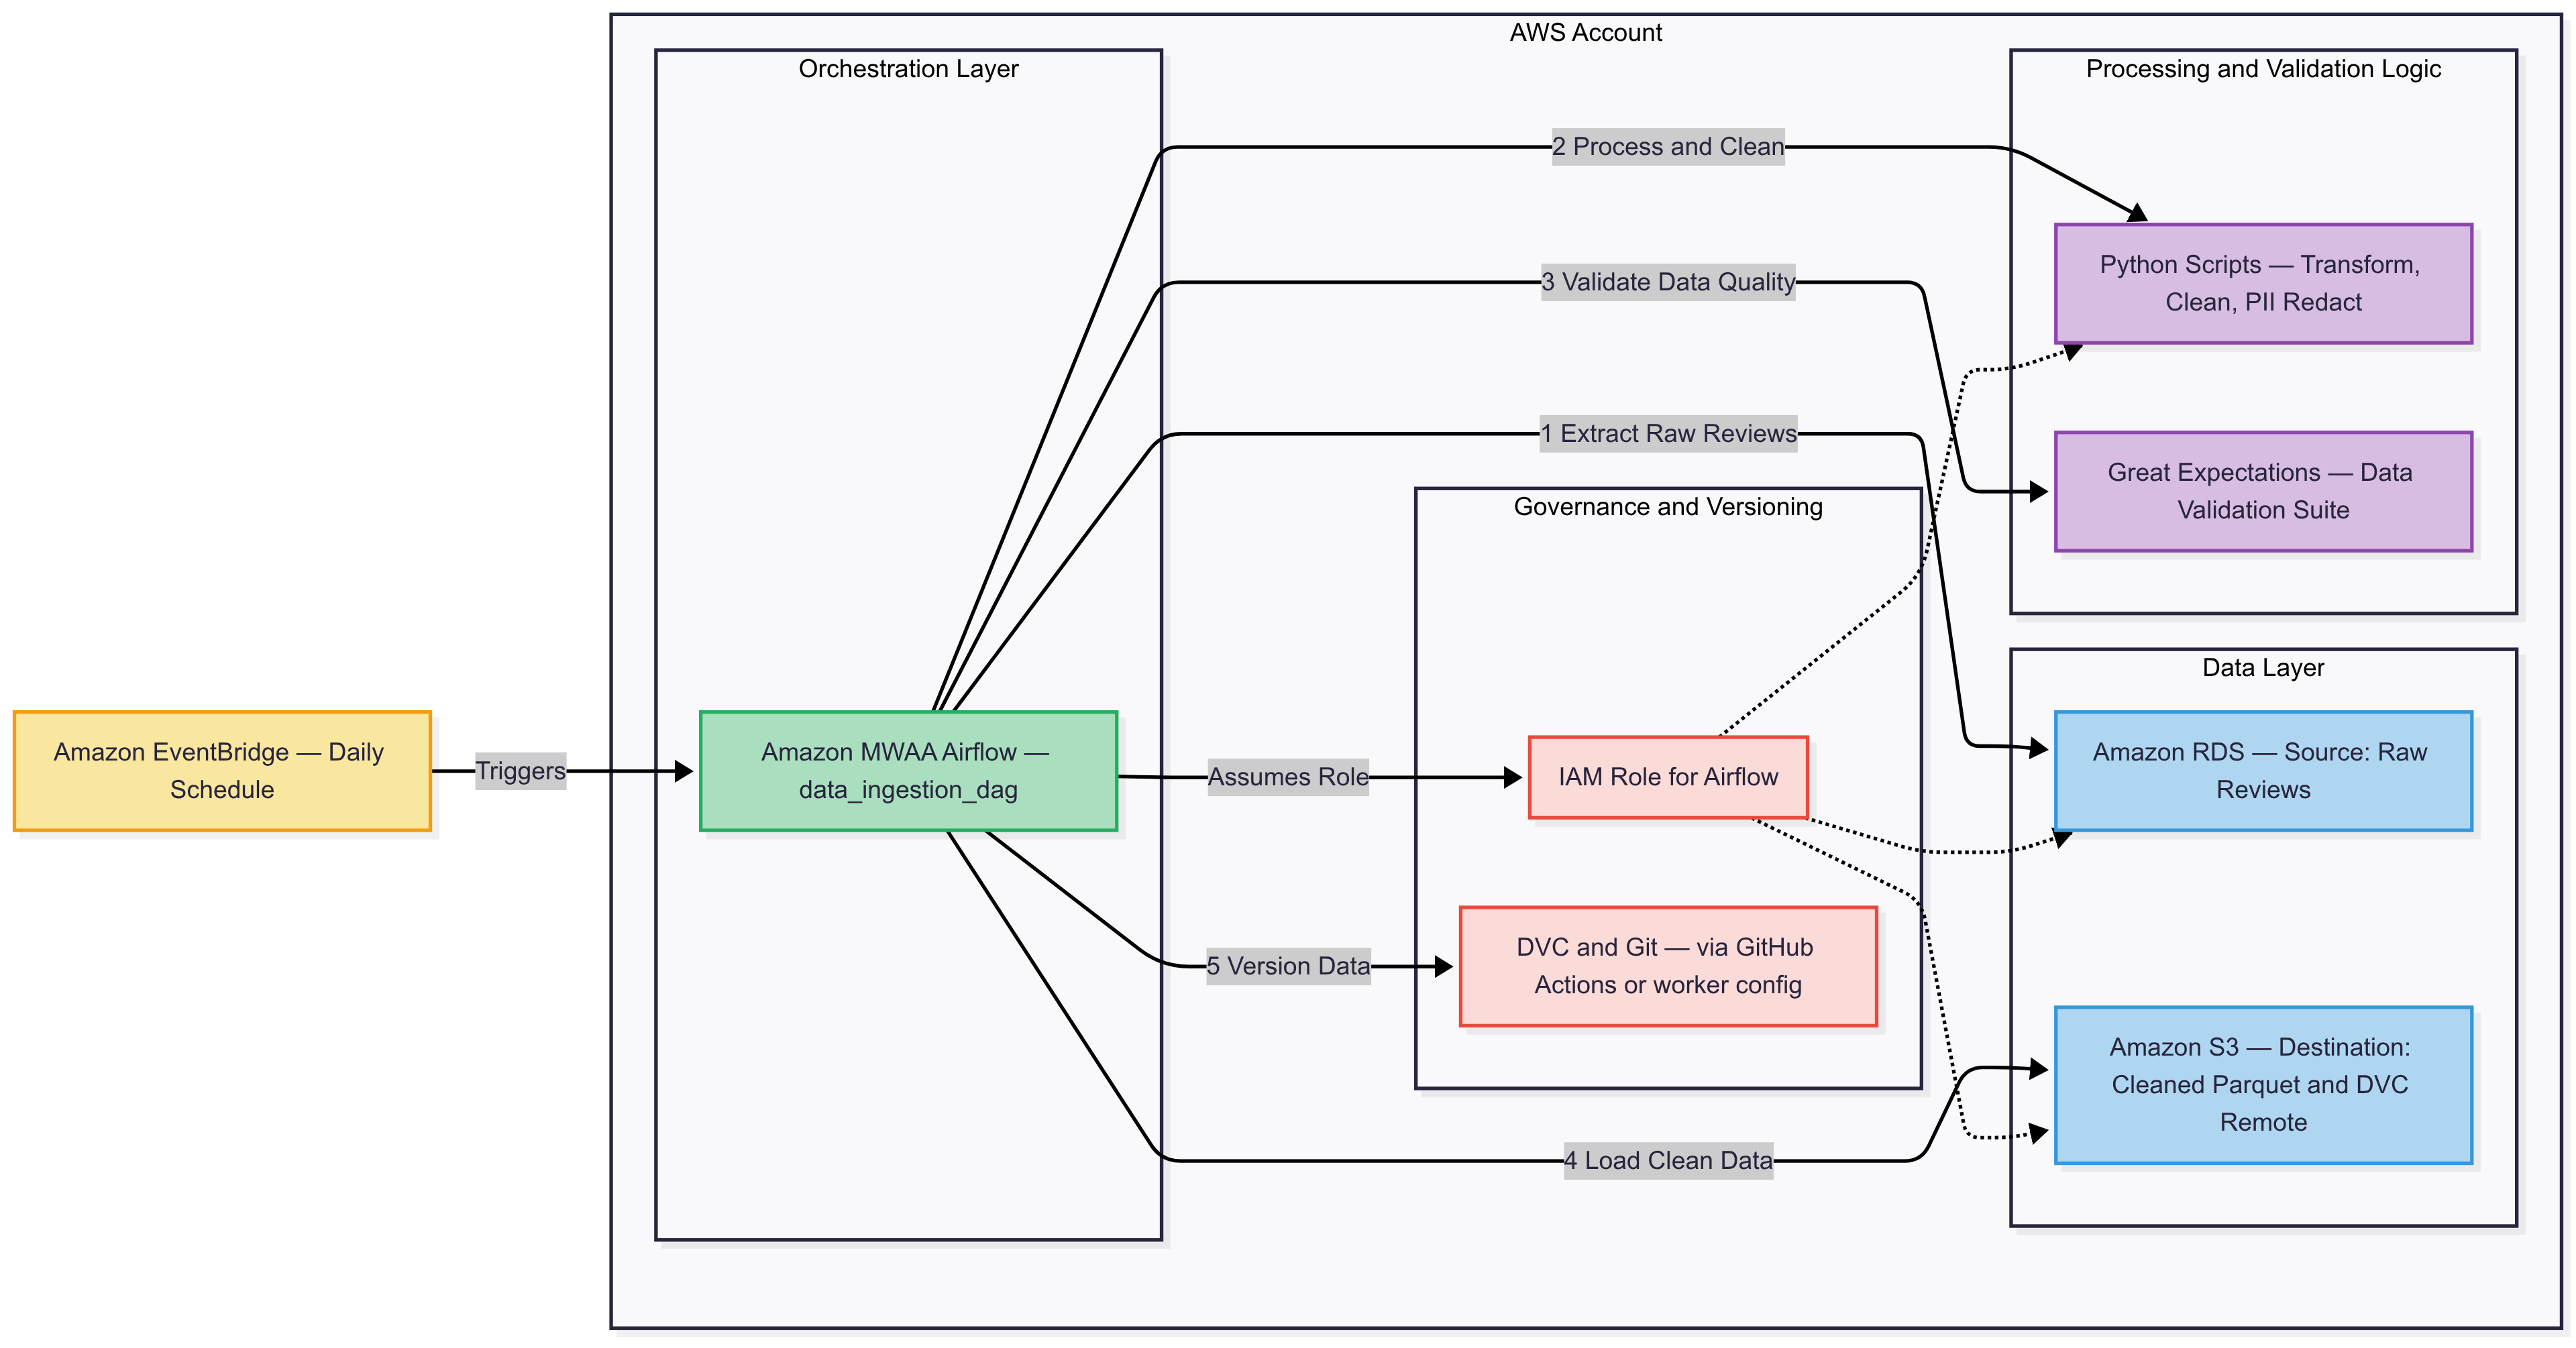 AWS Account
Orchestration Layer
Processing and Validation Logic
2 Process and Clean
Python Scripts — Transform,
Clean, PII Redact
3 Validate Data Quality
1 Extract Raw Reviews
Great Expectations — Data
Validation Suite
Governance and Versioning
Data Layer
Amazon EventBridge — Daily
Schedule
Triggers
Amazon MWAA Airflow —
data_ingestion_dag
Assumes Role
IAM Role for Airflow
Amazon RDS — Source: Raw
Reviews
5 Version Data
DVC and Git — via GitHub
Actions or worker config
Amazon S3 — Destination:
Cleaned Parquet and DVC
Remote
4 Load Clean Data